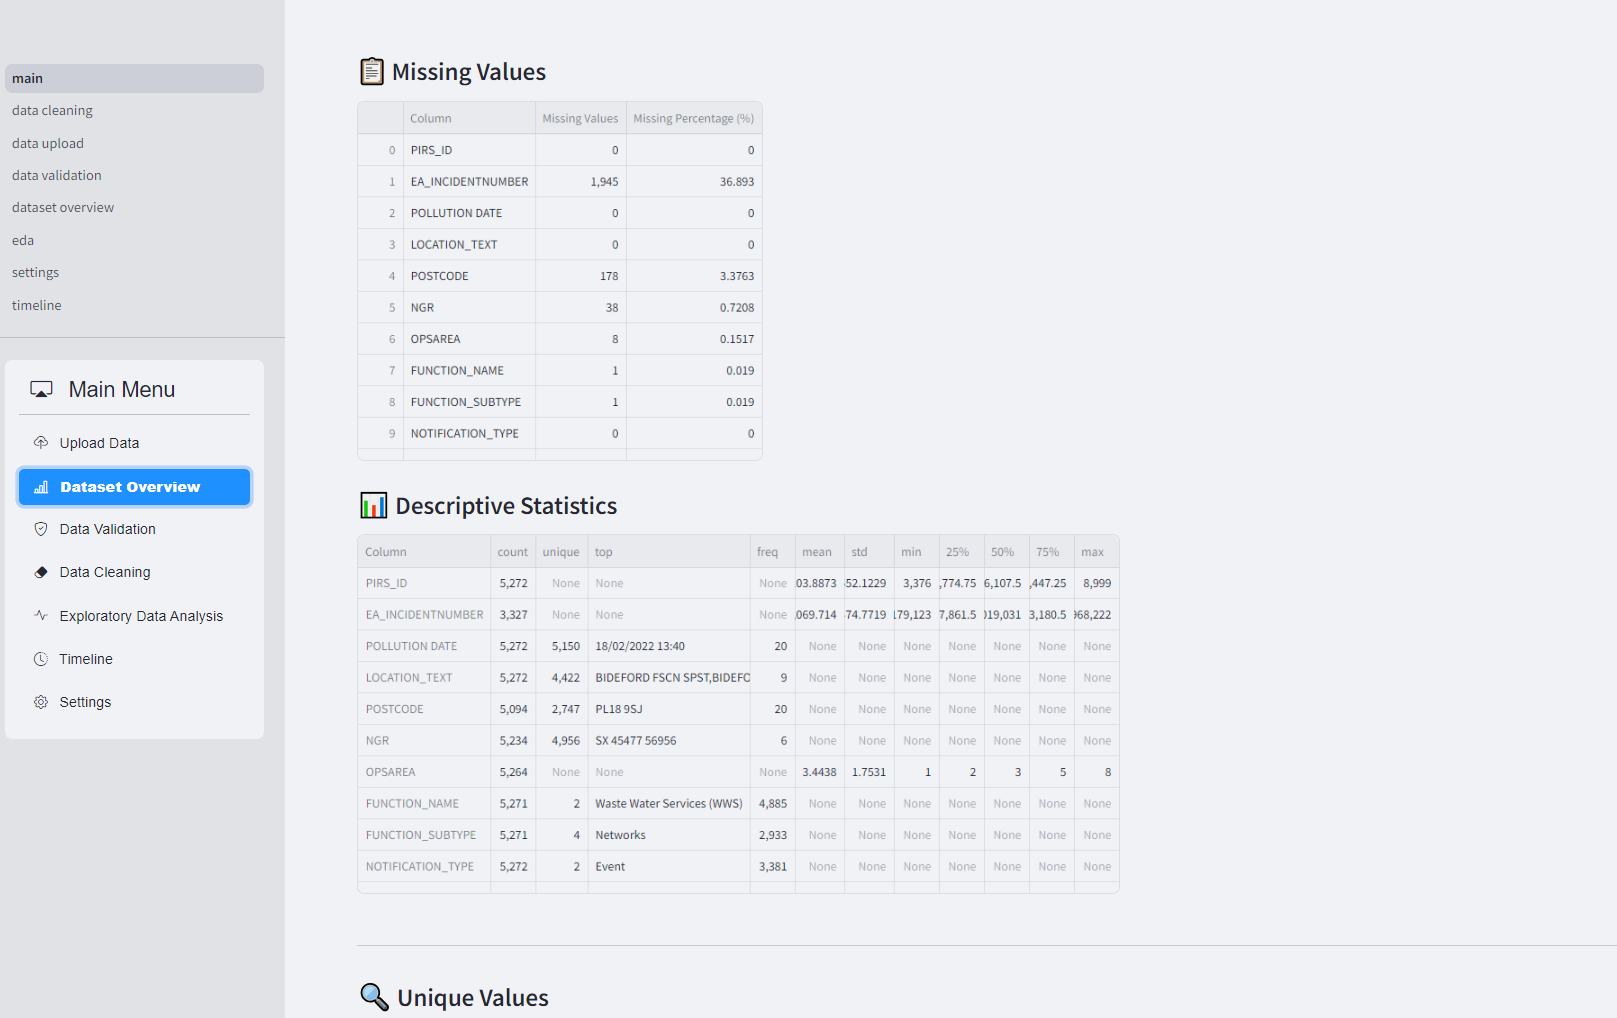 main
data cleaning
data upload
data validation
dataset overview
eda
settings
timeline
Main Menu
Upload Data
Dataset Overview
Data Validation
Data Cleaning
Exploratory Data Analysis
Timeline
Settings
Missing Values
Column Missing Values Missing Percentage (%)
0 PIRS_ID 0 0
1 EA_INCIDENTNUMBER 1,945 36.893
2 POLLUTION DATE 0 0
3 LOCATION_TEXT 0 0
4 POSTCODE 178 3.3763
5 NGR 38 0.7208
6 OPSAREA 8 0.1517
7 FUNCTION_NAME 1 0.019
8 FUNCTION_SUBTYPE 1 0.019
9 NOTIFICATION_TYPE 0 0
Descriptive Statistics
Column count unique top freq mean std min 25% 50% 75% max
PIRS_ID 5,272 None None None 03.8873 52.1229 3,376 ,774.75 6,107.5 ,447.25 8,999
EA_INCIDENTNUMBER 3,327 None None None 069.714 74.7719 179,123 7,861.5 019,031 3,180.5 968,222
POLLUTION DATE 5,272 5,150 18/02/2022 13:40 20 None None None None None None None
LOCATION_TEXT 5,272 4,422 BIDEFORD FSCN SPST,BIDEFO 9 None None None None None None None
POSTCODE 5,094 2,747 PL18 9SJ 20 None None None None None None None
NGR 5,234 4,956 SX 45477 56956 6 None None None None None None None
OPSAREA 5,264 None None None 3.4438 1.7531 1 2 3 5 8
FUNCTION_NAME 5,271 2 Waste Water Services (WWS) 4,885 None None None None None None None
FUNCTION_SUBTYPE 5,271 4 Networks 2,933 None None None None None None None
NOTIFICATION_TYPE 5,272 2 Event 3,381 None None None None None None None
Unique Values